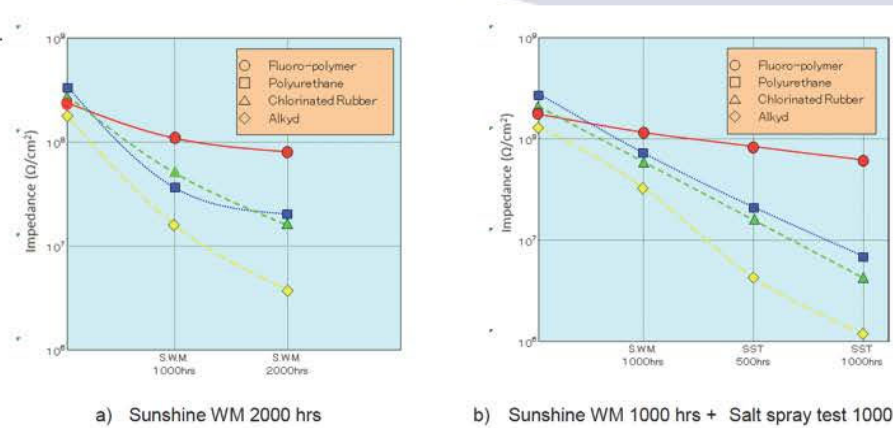 10⁹
10⁸
10⁷
10⁶
Impedance (Ω/cm²)
Fluoro-polymer
Polyurethane
Chlorinated Rubber
Alkyd
S.W.M.
1000hrs
S.W.M.
2000hrs
a) Sunshine WM 2000 hrs
10⁹
10⁸
10⁷
10⁶
Impedance (Ω/cm²)
Fluoro-polymer
Polyurethane
Chlorinated Rubber
Alkyd
S.W.M.
1000hrs
SST
500hrs
SST
1000hrs
b) Sunshine WM 1000 hrs + Salt spray test 1000